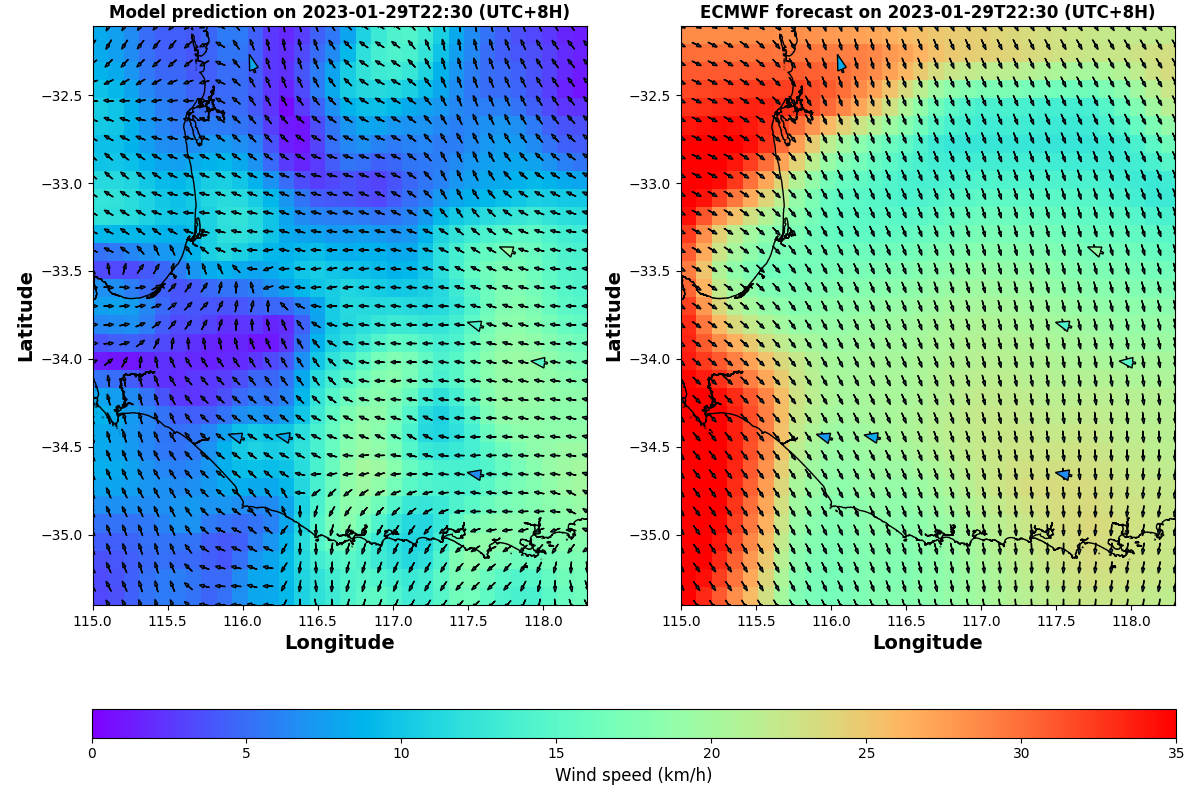 Model prediction on 2023-01-29T22:30 (UTC+8H)
ECMWF forecast on 2023-01-29T22:30 (UTC+8H)
−32.5
−33.0
−33.5
−34.0
−34.5
−35.0
Latitude
115.0 115.5 116.0 116.5 117.0 117.5 118.0
Longitude
−32.5
−33.0
−33.5
−34.0
−34.5
−35.0
Latitude
115.0 115.5 116.0 116.5 117.0 117.5 118.0
Longitude
0 5 10 15 20 25 30 35
Wind speed (km/h)